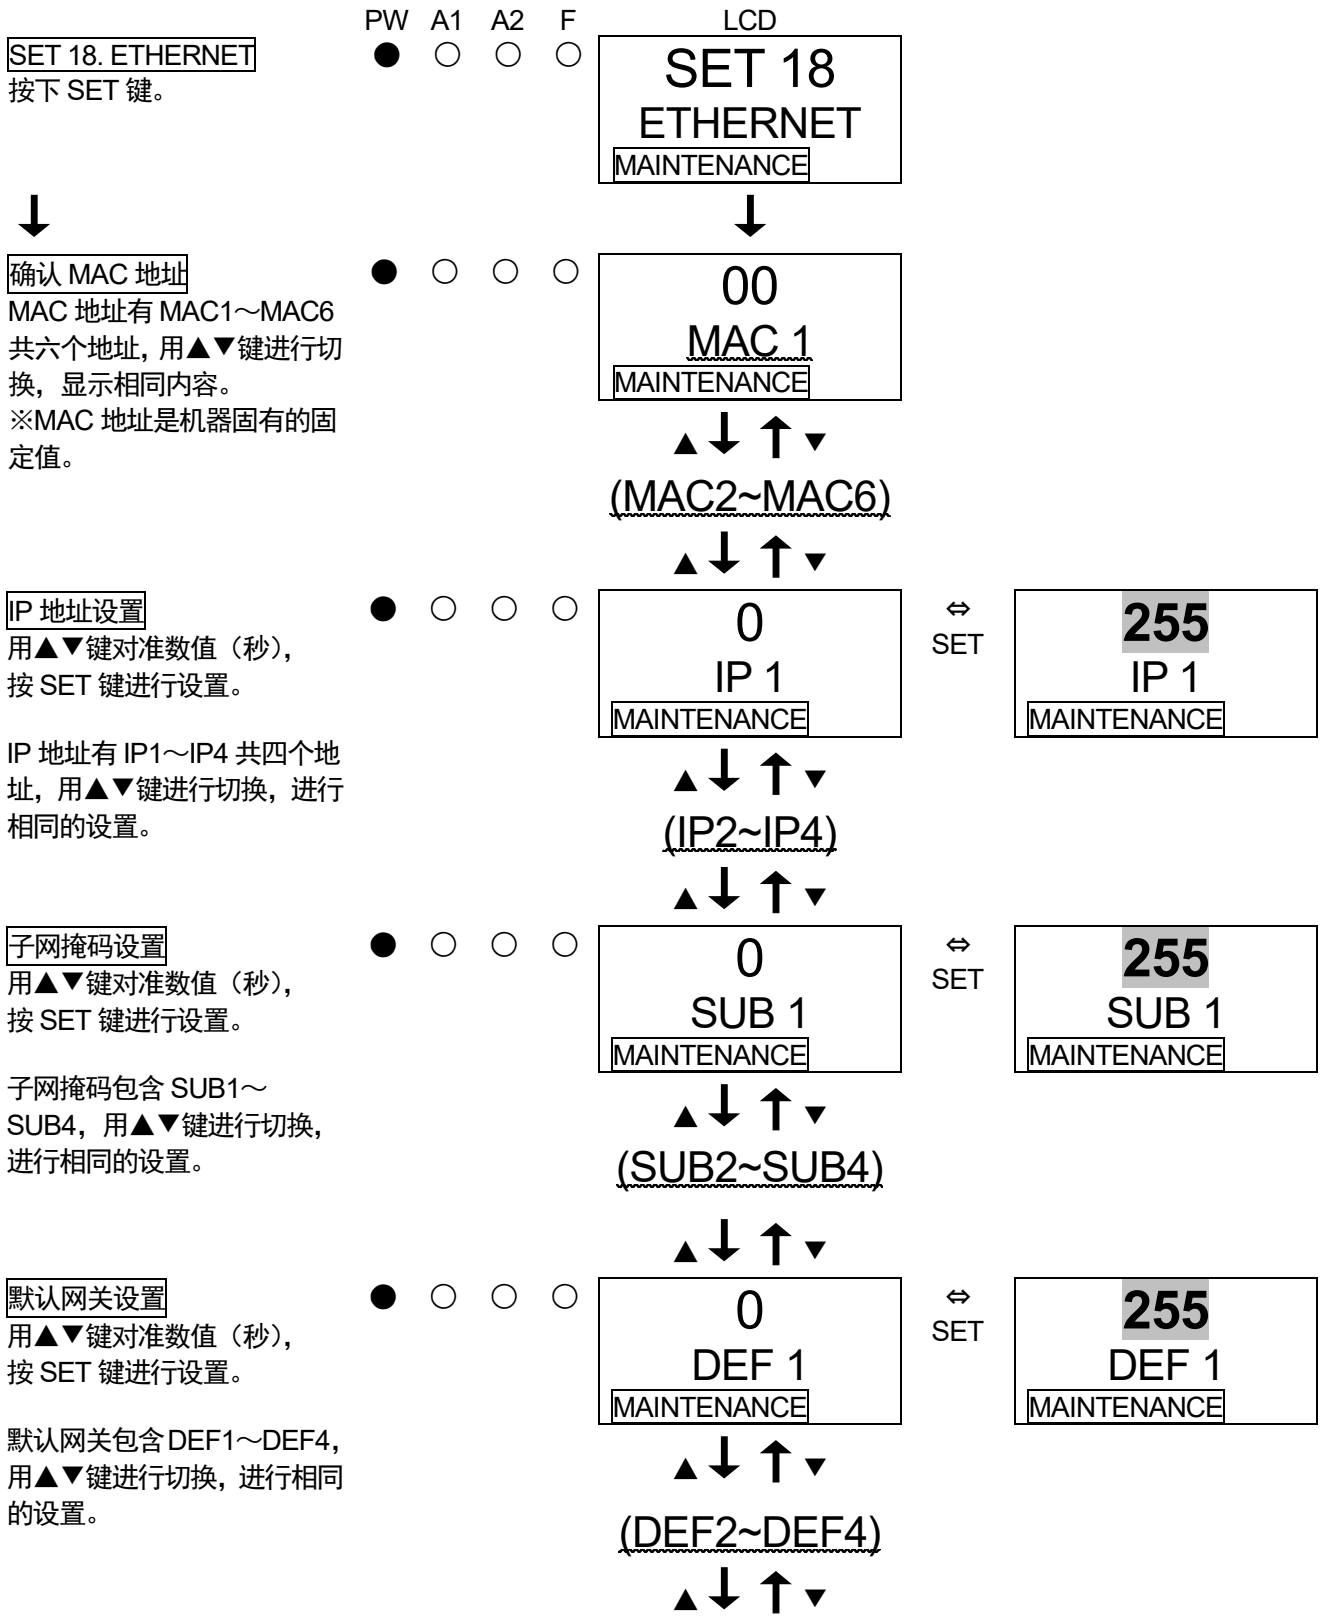 PW A1 A2 F LCD
SET 18. ETHERNET ● ○ ○ ○ SET 18
按下 SET 键。
ETHERNET
MAINTENANCE
↓ ↓
确认 MAC 地址 ● ○ ○ ○ 00
MAC 地址有 MAC1～MAC6
共六个地址，用▲▼键进行切
换，显示相同内容。
※MAC 地址是机器固有的固
定值。
MAC 1
MAINTENANCE
▲ ↓ ↑ ▼
(MAC2~MAC6)
▲ ↓ ↑ ▼
IP 地址设置 ● ○ ○ ○ 0 ⇔ 255
用▲▼键对准数值（秒），
按 SET 键进行设置。
IP 1 SET IP 1
MAINTENANCE MAINTENANCE
IP 地址有 IP1～IP4 共四个地
址，用▲▼键进行切换，进行
相同的设置。
▲ ↓ ↑ ▼
(IP2~IP4)
▲ ↓ ↑ ▼
子网掩码设置 ● ○ ○ ○ 0 ⇔ 255
用▲▼键对准数值（秒），
按 SET 键进行设置。
SUB 1 SET SUB 1
MAINTENANCE MAINTENANCE
子网掩码包含 SUB1～
SUB4，用▲▼键进行切换，
进行相同的设置。
▲ ↓ ↑ ▼
(SUB2~SUB4)
▲ ↓ ↑ ▼
默认网关设置 ● ○ ○ ○ 0 ⇔ 255
用▲▼键对准数值（秒），
按 SET 键进行设置。
DEF 1 SET DEF 1
MAINTENANCE MAINTENANCE
默认网关包含 DEF1～DEF4，
用▲▼键进行切换，进行相同
的设置。
▲ ↓ ↑ ▼
(DEF2~DEF4)
▲ ↓ ↑ ▼